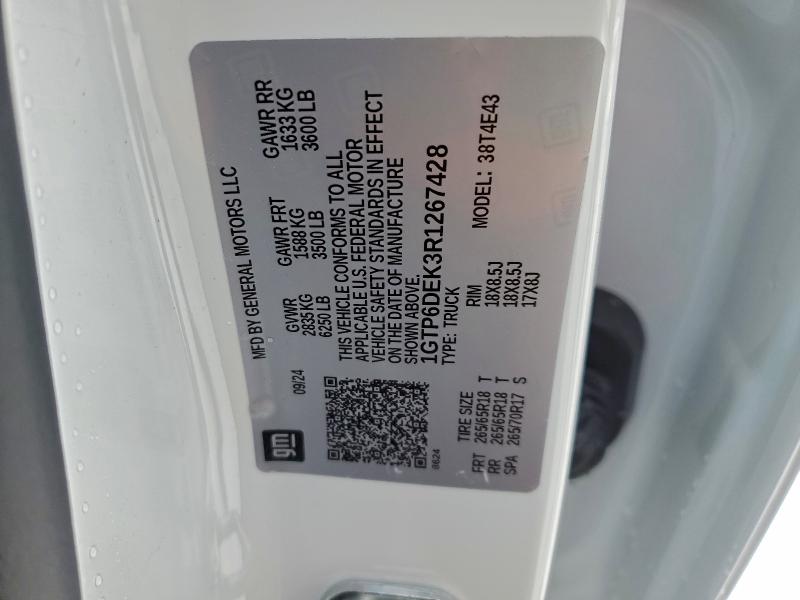 gm
MFD BY GENERAL MOTORS LLC
09/24
GVWR GAWR FRT GAWR RR
2835 KG 1588 KG 1633 KG
6250 LB 3500 LB 3600 LB
THIS VEHICLE CONFORMS TO ALL
APPLICABLE U.S. FEDERAL MOTOR
VEHICLE SAFETY STANDARDS IN EFFECT
ON THE DATE OF MANUFACTURE
SHOWN ABOVE.
1GTP6DEK3R1267428
TYPE: TRUCK MODEL: 38T4E43
8624
TIRE SIZE RIM
FRT 265/65R18 T 18X8.5J
RR 265/65R18 T 18X8.5J
SPA 265/70R17 S 17X8J